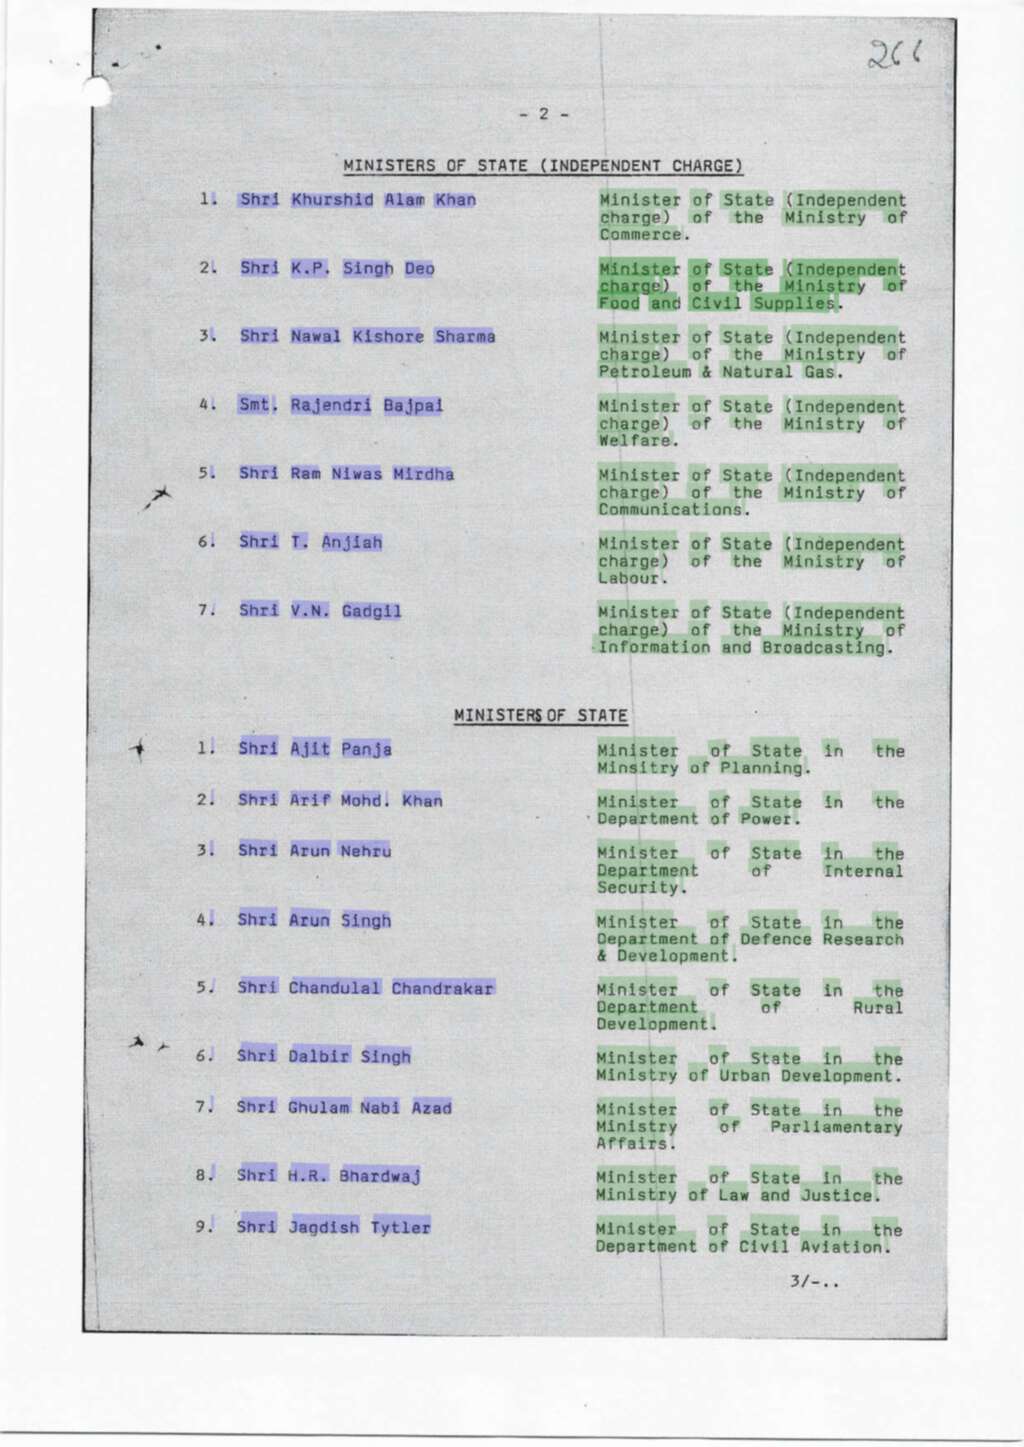 266
- 2 -
MINISTERS OF STATE (INDEPENDENT CHARGE)
1. Shri Khurshid Alam Khan Minister of State (Independent
charge) of the Ministry of
Commerce.
2. Shri K.P. Singh Deo Minister of State (Independent
charge) of the Ministry of
Food and Civil Supplies.
3. Shri Nawal Kishore Sharma Minister of State (Independent
charge) of the Ministry of
Petroleum & Natural Gas.
4. Smt. Rajendri Bajpai Minister of State (Independent
charge) of the Ministry of
Welfare.
5. Shri Ram Niwas Mirdha Minister of State (Independent
charge) of the Ministry of
Communications.
6. Shri T. Anjiah Minister of State (Independent
charge) of the Ministry of
Labour.
7. Shri V.N. Gadgil Minister of State (Independent
charge) of the Ministry of
Information and Broadcasting.
MINISTERS OF STATE
1. Shri Ajit Panja Minister of State in the
Minsitry of Planning.
2. Shri Arif Mohd. Khan Minister of State in the
Department of Power.
3. Shri Arun Nehru Minister of State in the
Department of Internal
Security.
4. Shri Arun Singh Minister of State in the
Department of Defence Research
& Development.
5. Shri Chandulal Chandrakar Minister of State in the
Department of Rural
Development.
6. Shri Dalbir Singh Minister of State in the
Ministry of Urban Development.
7. Shri Ghulam Nabi Azad Minister of State in the
Ministry of Parliamentary
Affairs.
8. Shri H.R. Bhardwaj Minister of State in the
Ministry of Law and Justice.
9. Shri Jagdish Tytler Minister of State in the
Department of Civil Aviation.
3/-..